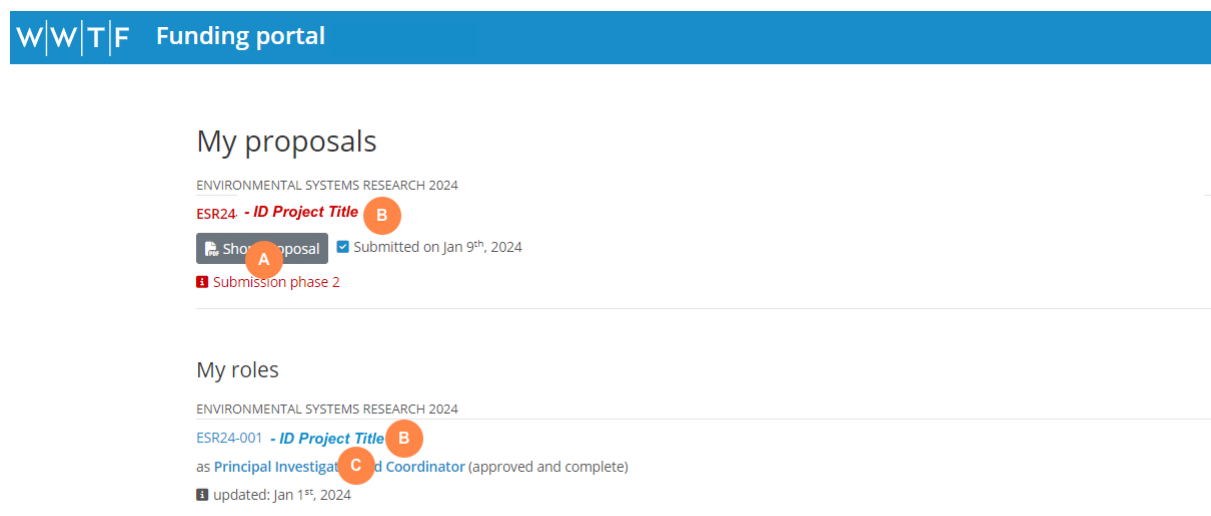 WWTF Funding portal
My proposals
ENVIRONMENTAL SYSTEMS RESEARCH 2024
ESR24- - ID Project Title B
PDF A
Submitted on Jan 9th, 2024
Submission phase 2
My roles
ENVIRONMENTAL SYSTEMS RESEARCH 2024
ESR24-001 - ID Project Title B
as Principal C Coordinator (approved and complete)
updated: Jan 1st, 2024